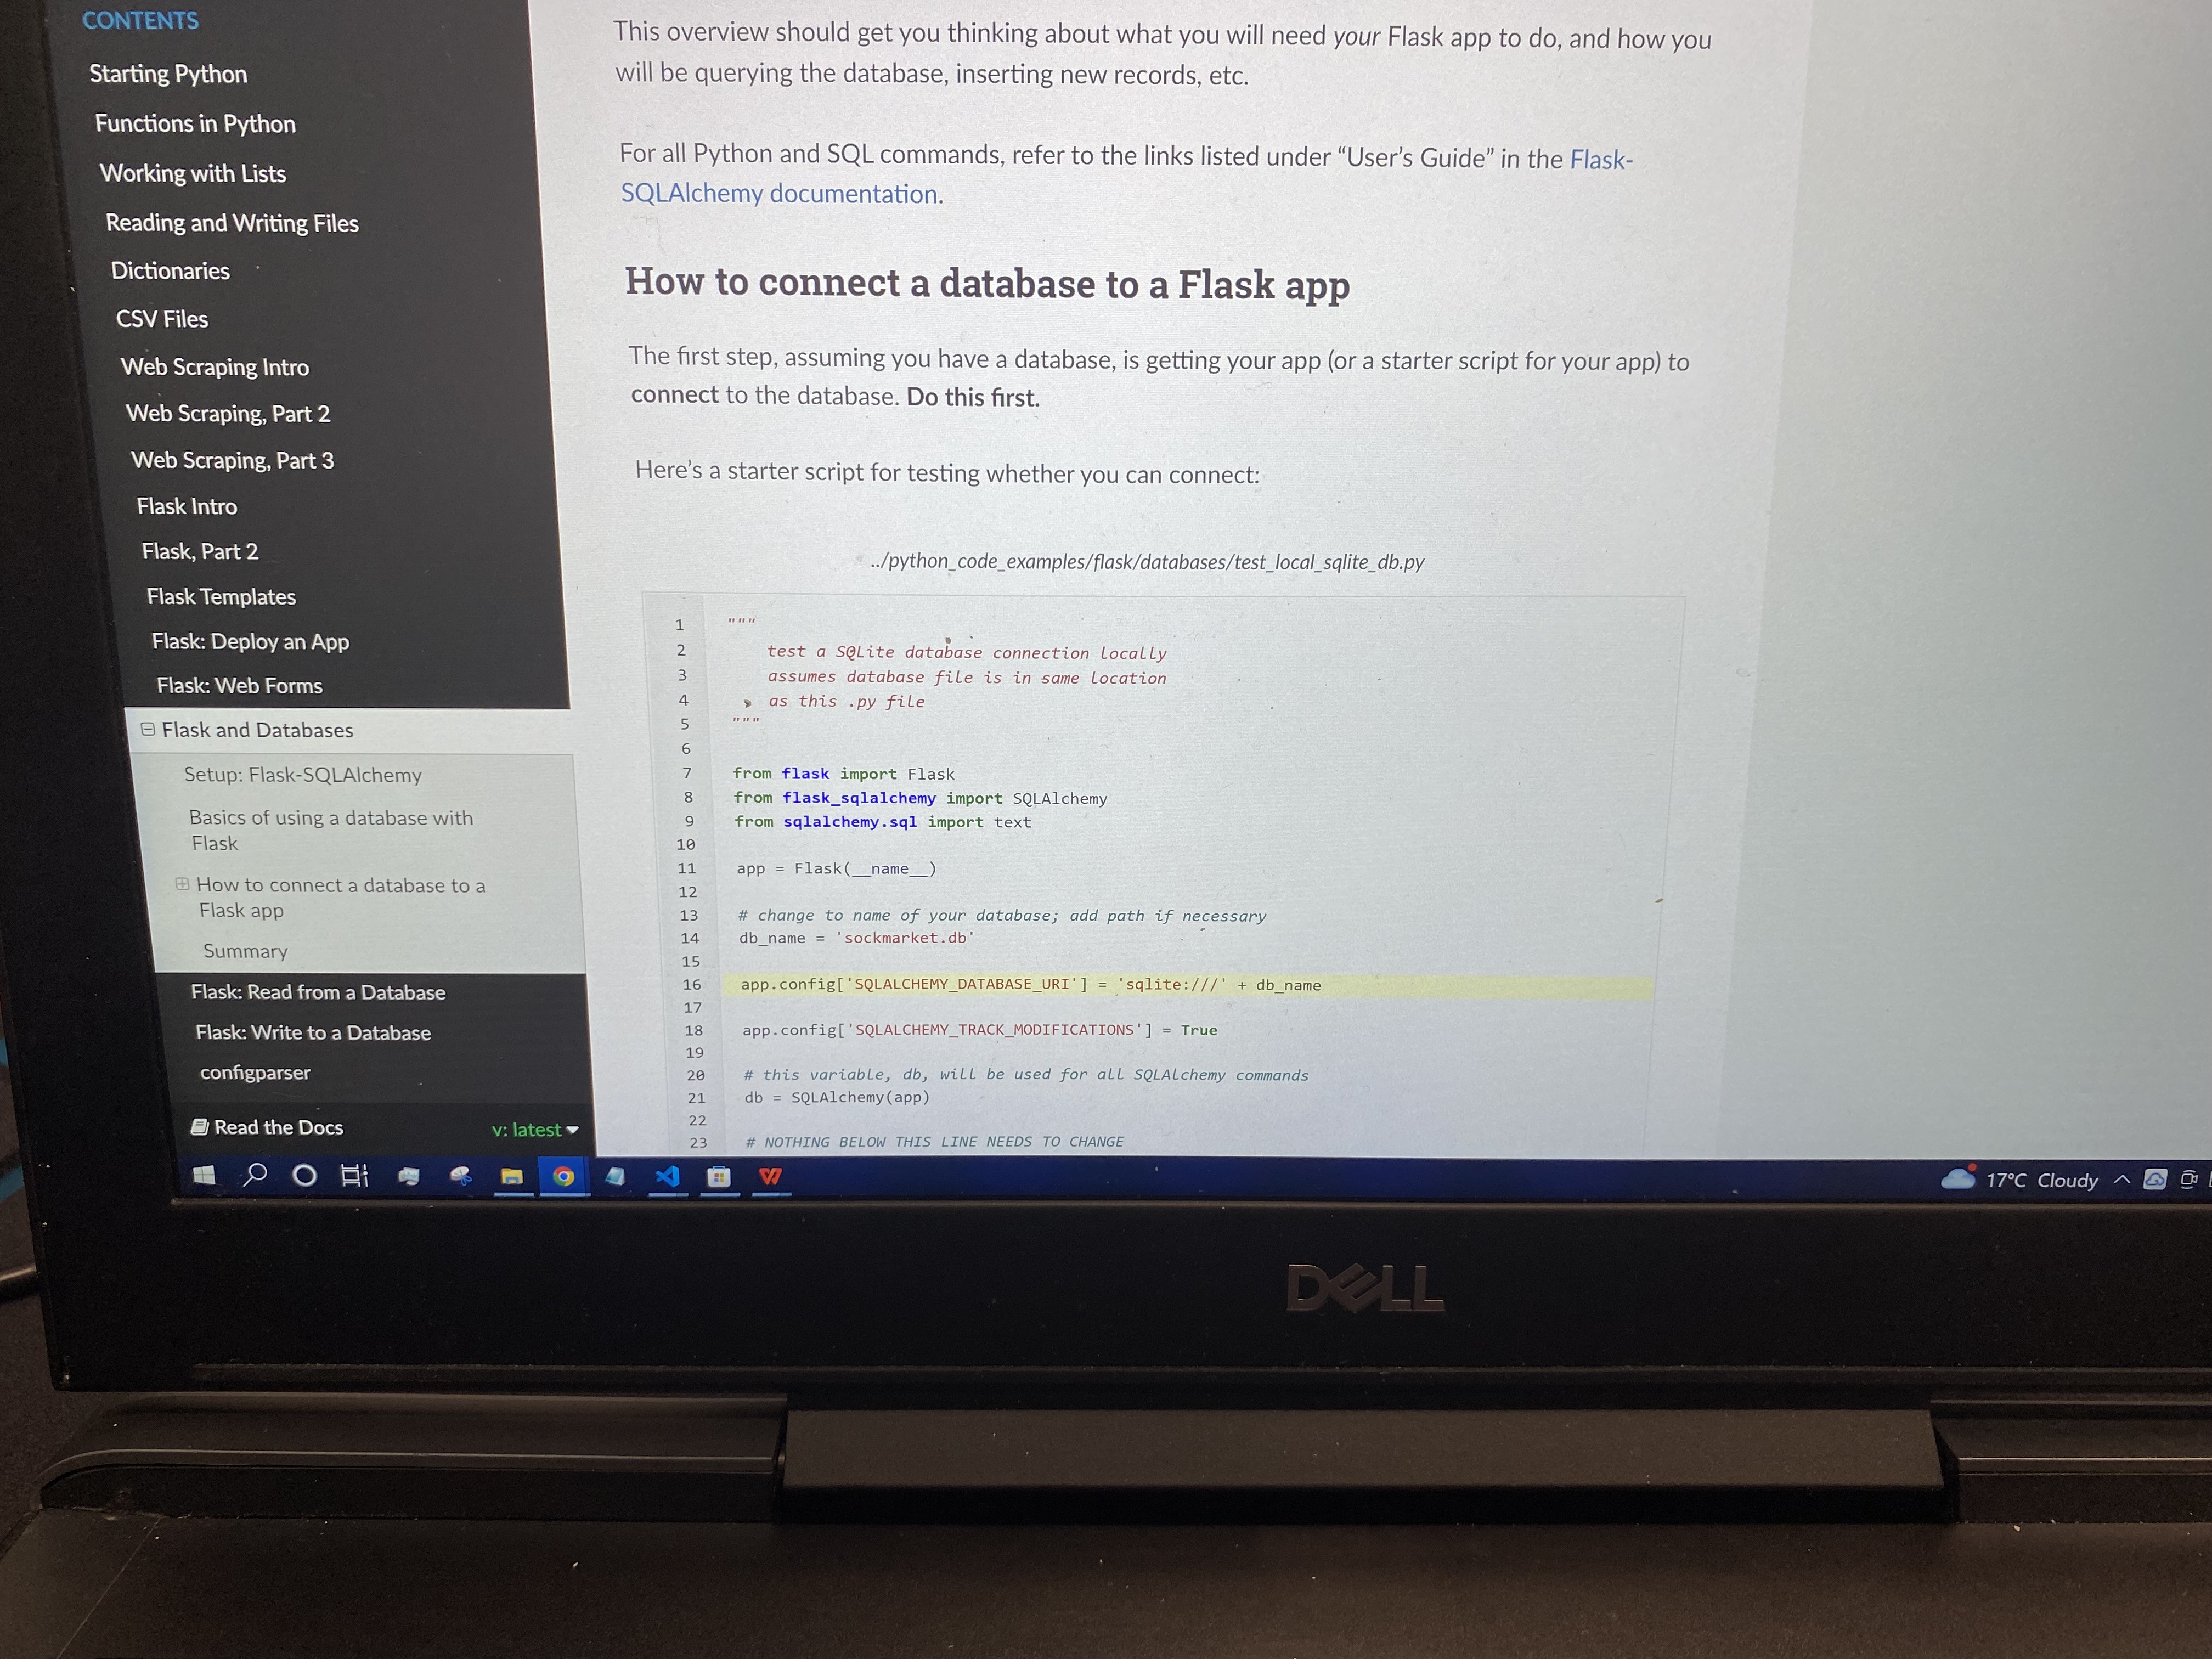 CONTENTS
Starting Python
Functions in Python
Working with Lists
Reading and Writing Files
Dictionaries
CSV Files
Web Scraping Intro
Web Scraping, Part 2
Web Scraping, Part 3
Flask Intro
Flask, Part 2
Flask Templates
Flask: Deploy an App
Flask: Web Forms
Flask and Databases
Setup: Flask-SQLAlchemy
Basics of using a database with
Flask
How to connect a database to a
Flask app
Summary
Flask: Read from a Database
Flask: Write to a Database
configparser
Read the Docs
v: latest
This overview should get you thinking about what you will need your Flask app to do, and how you
will be querying the database, inserting new records, etc.
For all Python and SQL commands, refer to the links listed under “User’s Guide” in the Flask-
SQLAlchemy documentation.
How to connect a database to a Flask app
The first step, assuming you have a database, is getting your app (or a starter script for your app) to
connect to the database. Do this first.
Here’s a starter script for testing whether you can connect:
../python_code_examples/flask/databases/test_local_sqlite_db.py
1 """
2 test a SQLite database connection locally
3 assumes database file is in same location
4 as this .py file
5 """
6
7 from flask import Flask
8 from flask_sqlalchemy import SQLAlchemy
9 from sqlalchemy.sql import text
10
11 app = Flask(__name__)
12
13 # change to name of your database; add path if necessary
14 db_name = 'sockmarket.db'
15
16 app.config['SQLALCHEMY_DATABASE_URI'] = 'sqlite:///' + db_name
17
18 app.config['SQLALCHEMY_TRACK_MODIFICATIONS'] = True
19
20 # this variable, db, will be used for all SQLAlchemy commands
21 db = SQLAlchemy(app)
22
23 # NOTHING BELOW THIS LINE NEEDS TO CHANGE
17°C Cloudy
DELL